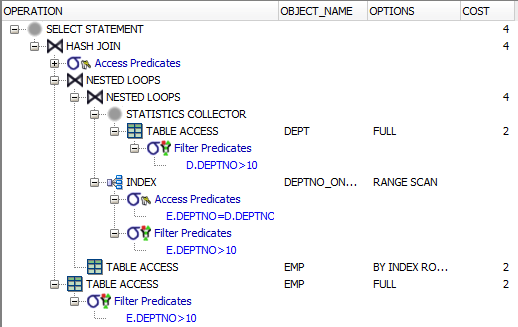 OPERATION OBJECT_NAME OPTIONS COST
SELECT STATEMENT 4
HASH JOIN 4
Access Predicates
NESTED LOOPS
NESTED LOOPS 4
STATISTICS COLLECTOR
TABLE ACCESS DEPT FULL 2
Filter Predicates
D.DEPTNO>10
INDEX DEPTNO_ON... RANGE SCAN
Access Predicates
E.DEPTNO=D.DEPTNO
Filter Predicates
E.DEPTNO>10
TABLE ACCESS EMP BY INDEX RO... 2
TABLE ACCESS EMP FULL 2
Filter Predicates
E.DEPTNO>10